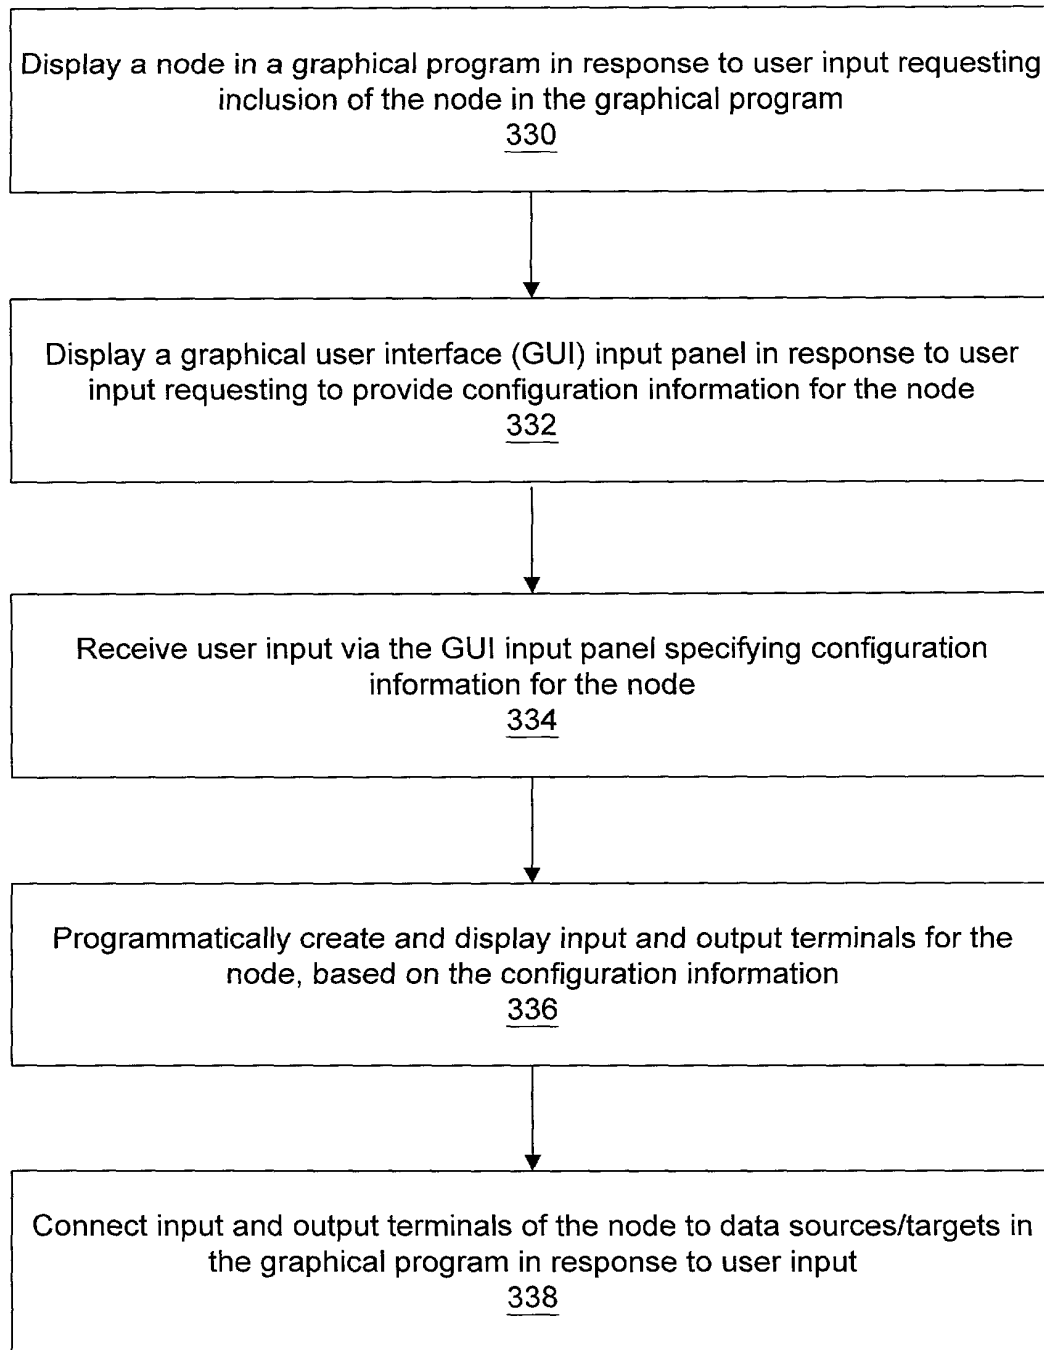 Display a node in a graphical program in response to user input requesting
inclusion of the node in the graphical program
330
Display a graphical user interface (GUI) input panel in response to user
input requesting to provide configuration information for the node
332
Receive user input via the GUI input panel specifying configuration
information for the node
334
Programmatically create and display input and output terminals for the
node, based on the configuration information
336
Connect input and output terminals of the node to data sources/targets in
the graphical program in response to user input
338